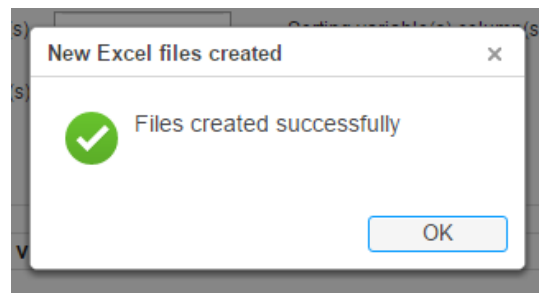 (s)
New Excel files created
(s)
Files created successfully
OK
v